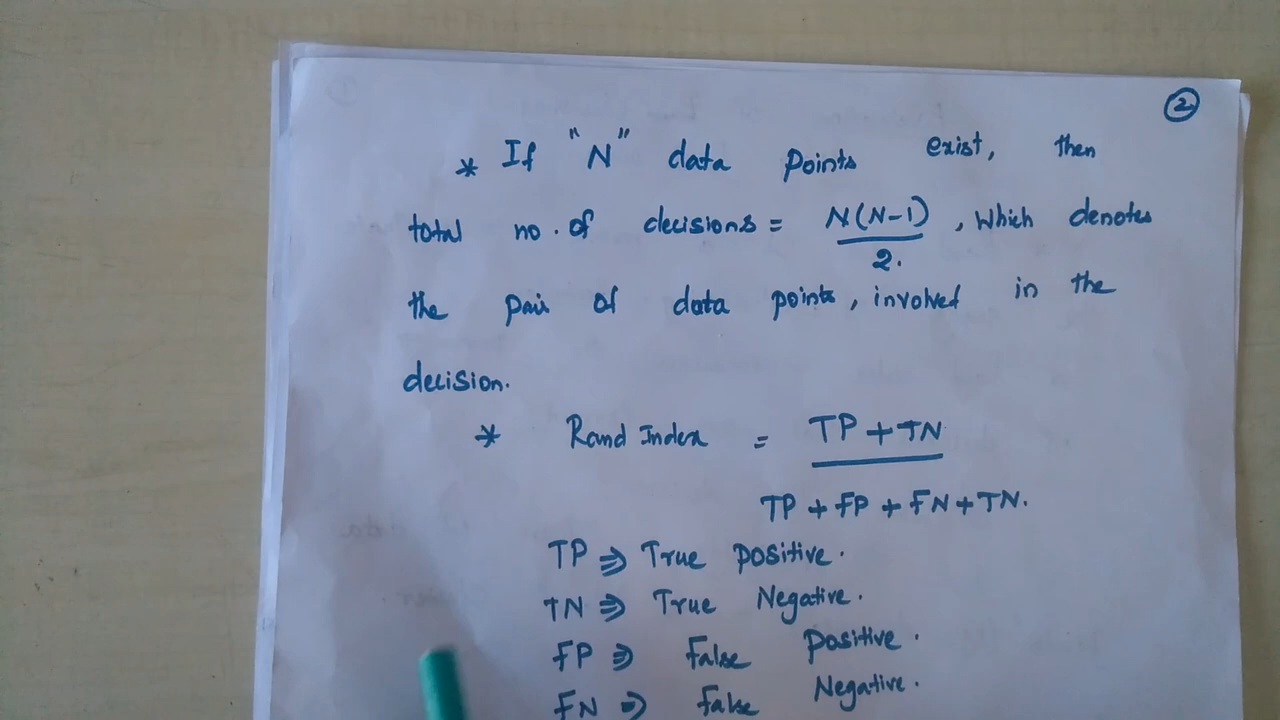 2
* If "N" data Points exist, then
total no. of decisions = N(N-1)/2. , Which denotes
the pair of data points, involved in the
decision.
* Rand Index = TP + TN
TP + FP + FN + TN.
TP ⇒ True positive.
TN ⇒ True Negative.
FP ⇒ False Positive.
FN ⇒ False Negative.